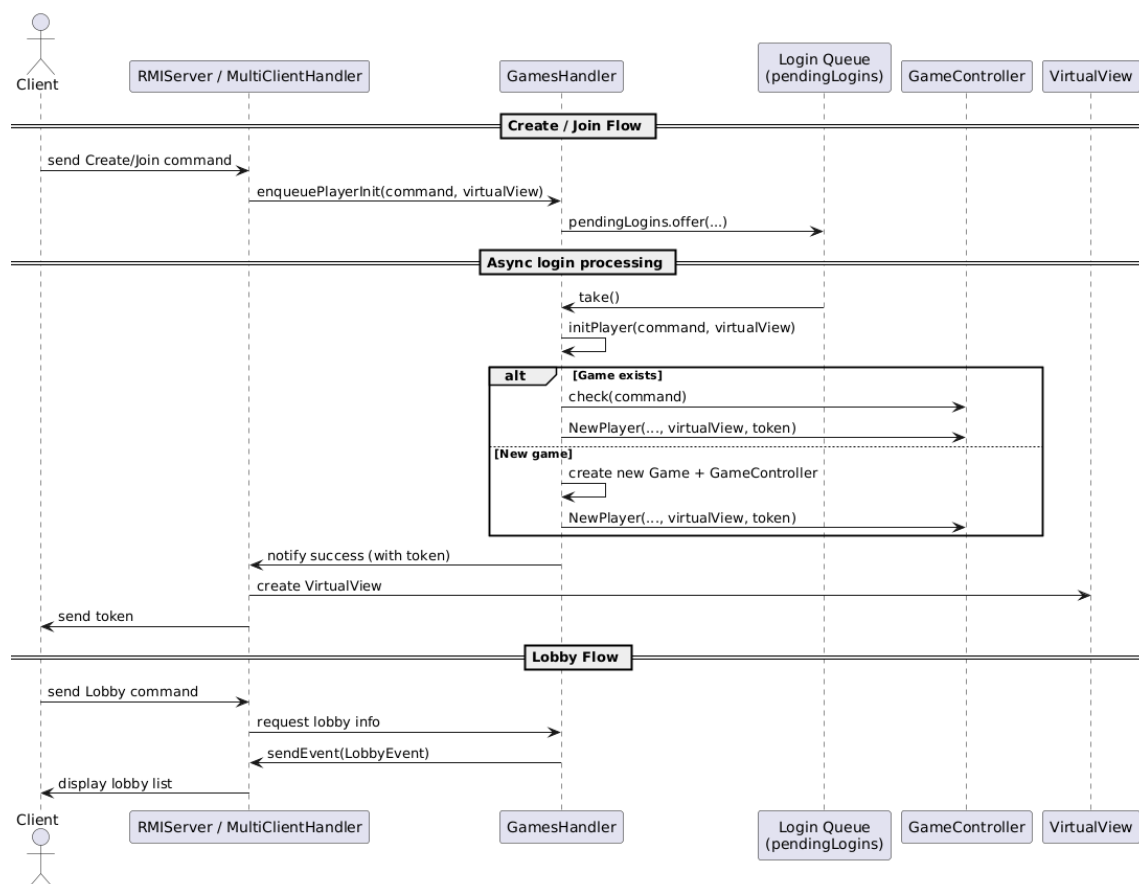 Client
RMIServer / MultiClientHandler
GamesHandler
Login Queue
(pendingLogins)
GameController
VirtualView
Create / Join Flow
send Create/Join command
enqueuePlayerInit(command, virtualView)
pendingLogins.offer(...)
Async login processing
take()
initPlayer(command, virtualView)
alt
[Game exists]
check(command)
NewPlayer(..., virtualView, token)
[New game]
create new Game + GameController
NewPlayer(..., virtualView, token)
notify success (with token)
create VirtualView
send token
Lobby Flow
send Lobby command
request lobby info
sendEvent(LobbyEvent)
display lobby list
Client
RMIServer / MultiClientHandler
GamesHandler
Login Queue
(pendingLogins)
GameController
VirtualView